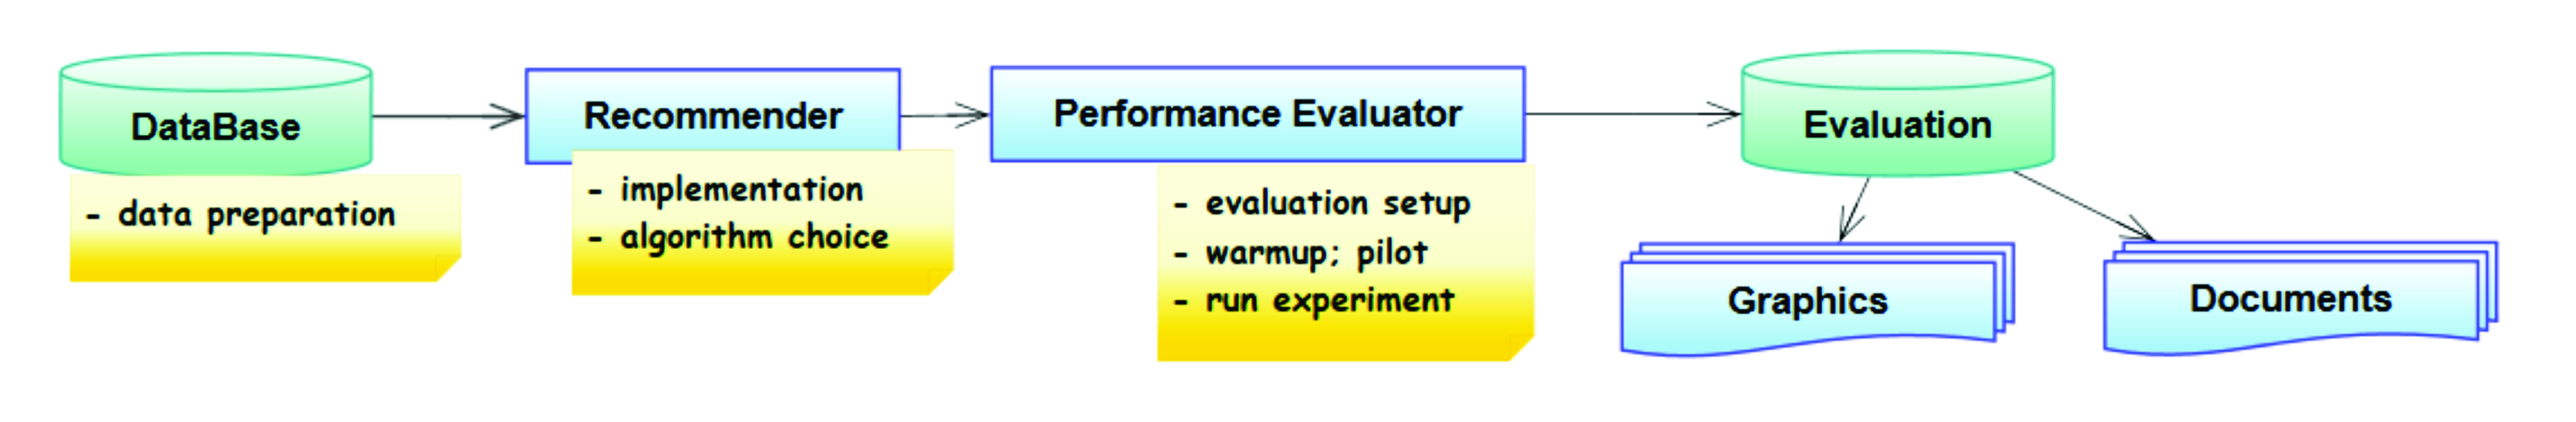 DataBase
- data preparation
Recommender
- implementation
- algorithm choice
Performance Evaluator
- evaluation setup
- warmup; pilot
- run experiment
Evaluation
Graphics
Documents